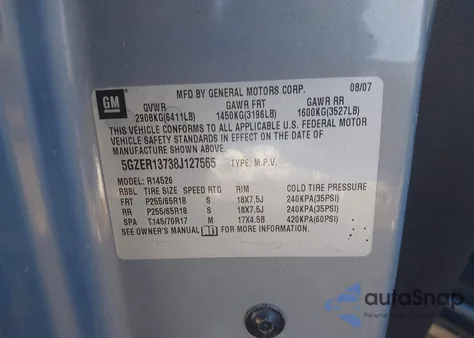 GM
MFD BY GENERAL MOTORS CORP. 08/07
GVWR GAWR FRT GAWR RR
2908KG(6411LB) 1450KG(3196LB) 1600KG(3527LB)
THIS VEHICLE CONFORMS TO ALL APPLICABLE U.S. FEDERAL MOTOR
VEHICLE SAFETY STANDARDS IN EFFECT ON THE DATE OF
MANUFACTURE SHOWN ABOVE.
5GZER13738J127565 TYPE: M.P.V.
MODEL: R14526
RBBL TIRE SIZE SPEED RTG RIM COLD TIRE PRESSURE
FRT P255/65R18 S 18X7.5J 240KPA(35PSI)
RR P255/65R18 S 18X7.5J 240KPA(35PSI)
SPA T145/70R17 M 17X4.5B 420KPA(60PSI)
SEE OWNER'S MANUAL FOR MORE INFORMATION.
autoSnap